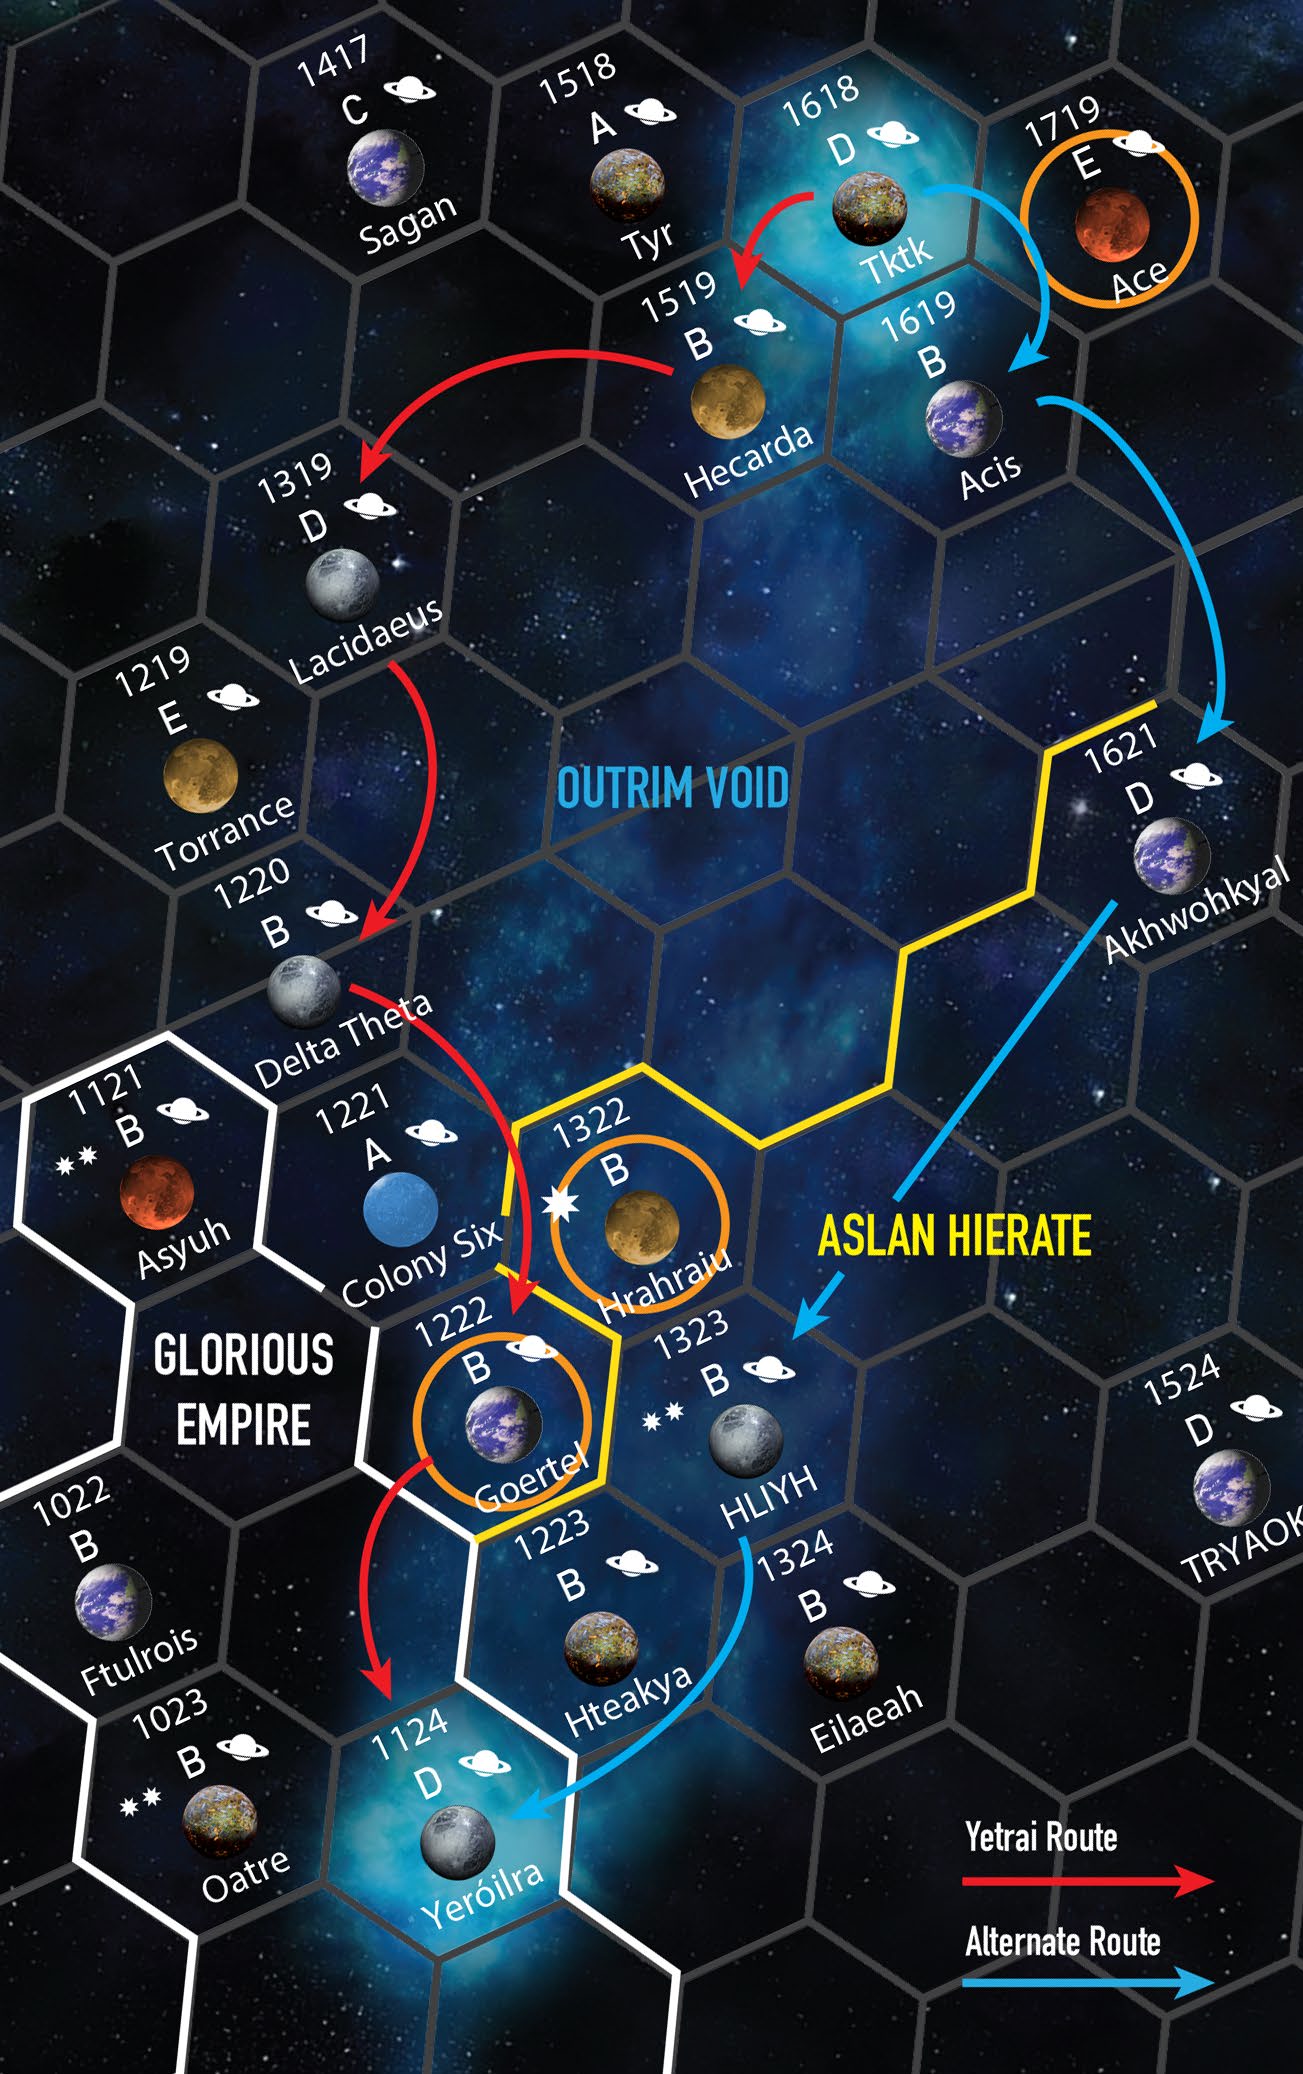 1417
C
Sagan
1518
A
Tyr
1618
D
Tktk
1719
E
Ace
1519
B
Hecarda
1619
B
Acis
1319
D
Lacidaeus
1219
E
Torrance
OUTRIM VOID
1621
D
Akhwohkyal
1220
B
Delta Theta
1121
B
Asyuh
1221
A
Colony Six
1322
B
Hrahraiu
ASLAN HIERATE
GLORIOUS
EMPIRE
1222
B
Goertel
1323
B
HLIYH
1524
D
TRYAOK
1022
B
Ftulrois
1223
B
Hteakya
1324
B
Eilaeah
1023
B
Oatre
1124
D
Yeróilra
Yetrai Route
Alternate Route